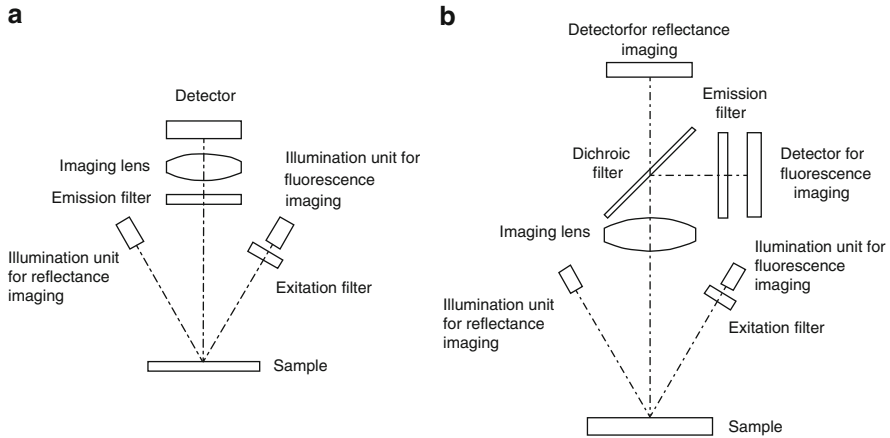 a
Detector
Imaging lens
Emission filter
Illumination unit for
fluorescence
imaging
Illumination unit
for reflectance
imaging
Exitation filter
Sample
b
Detectorfor reflectance
imaging
Emission
filter
Dichroic
filter
Detector for
fluorescence
imaging
Imaging lens
Ilumination unit for
fluorescence
imaging
Illumination unit
for reflectance
imaging
Exitation filter
Sample